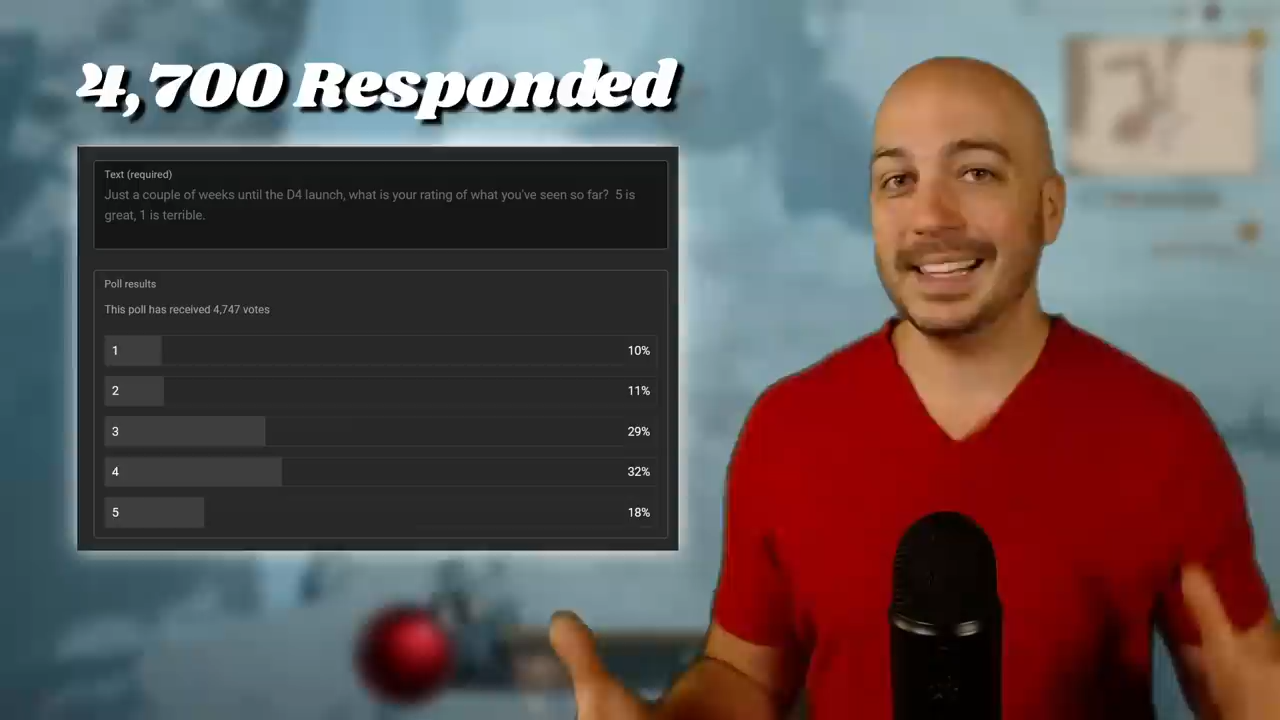 4,700 Responded
Text (required)
Just a couple of weeks until the D4 launch, what is your rating of what you've seen so far?  5 is
great, 1 is terrible.
Poll results
This poll has received 4,747 votes
1 10%
2 11%
3 29%
4 32%
5 18%